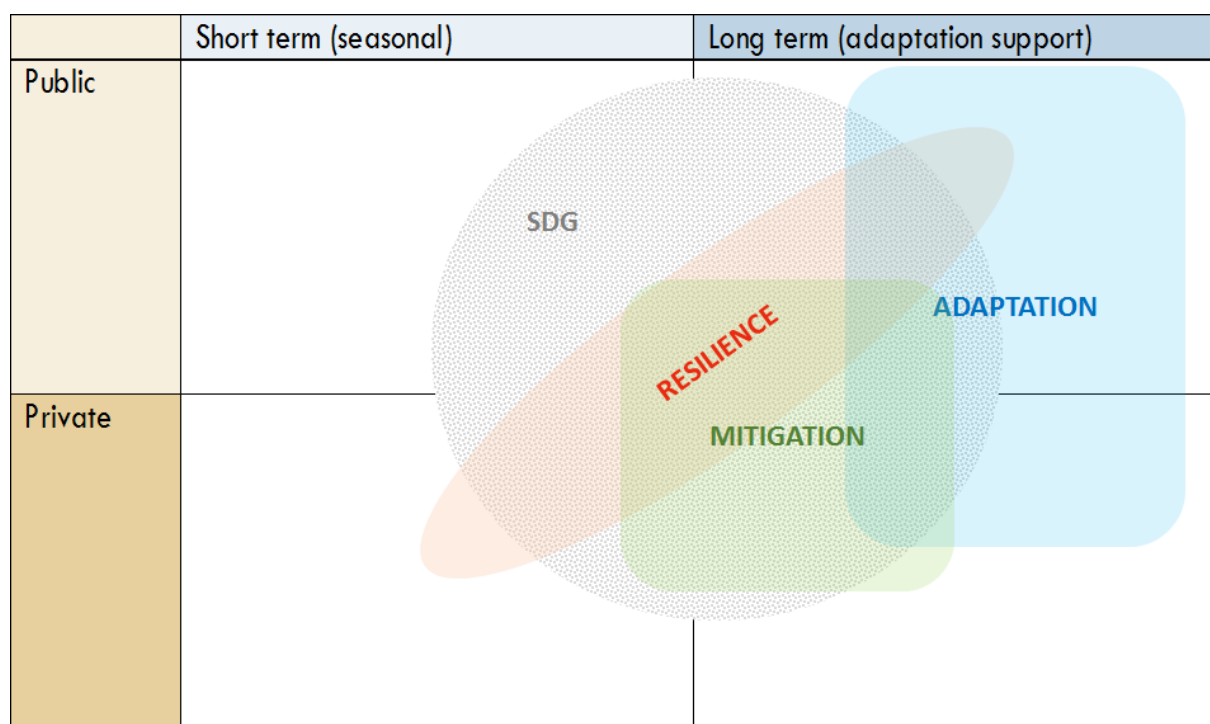 Short term (seasonal)
Long term (adaptation support)
Public
SDG
ADAPTATION
RESILIENCE
Private
MITIGATION